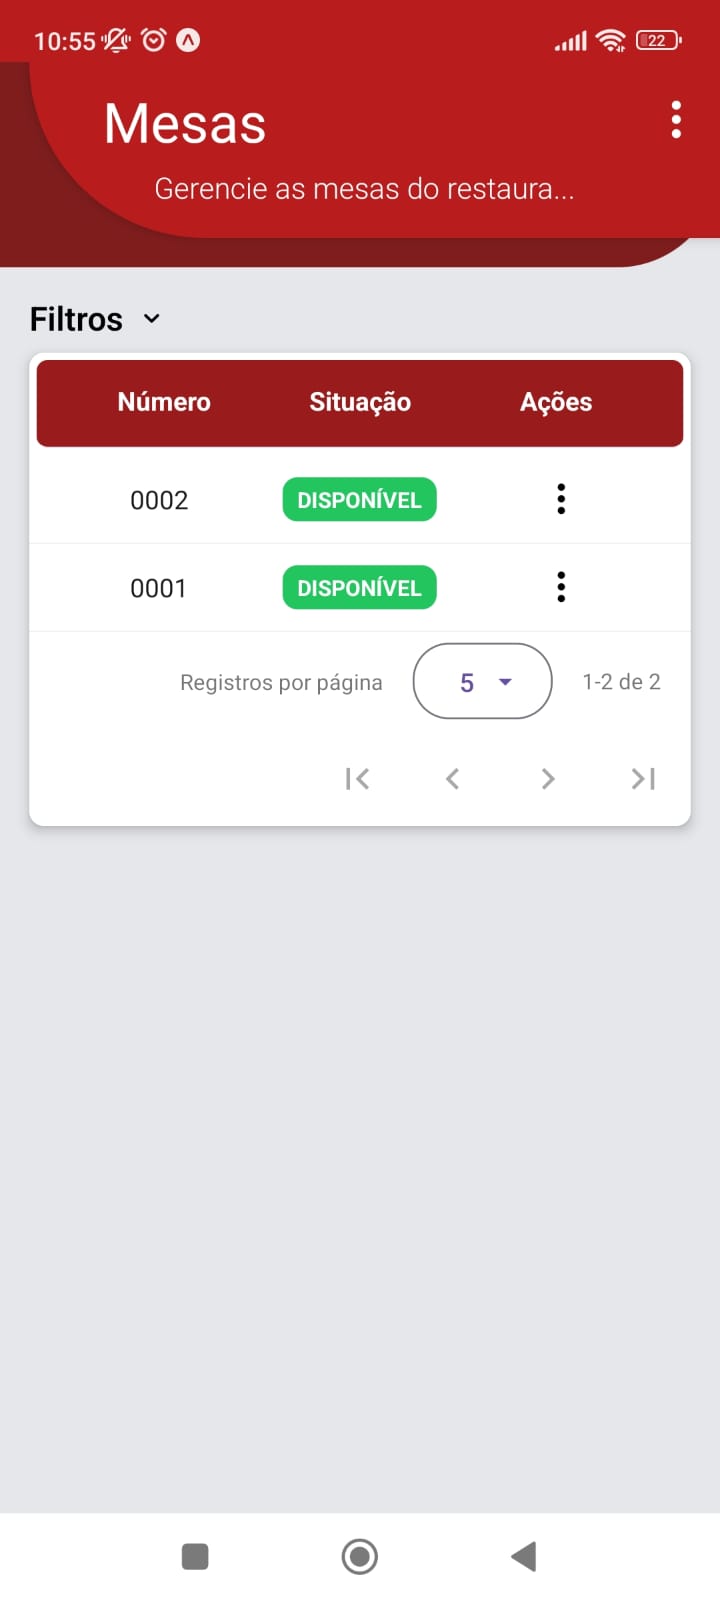 10:55
22
Mesas
Gerencie as mesas do restaura...
Filtros
Número Situação Ações
0002 DISPONÍVEL
0001 DISPONÍVEL
Registros por página 5 1-2 de 2